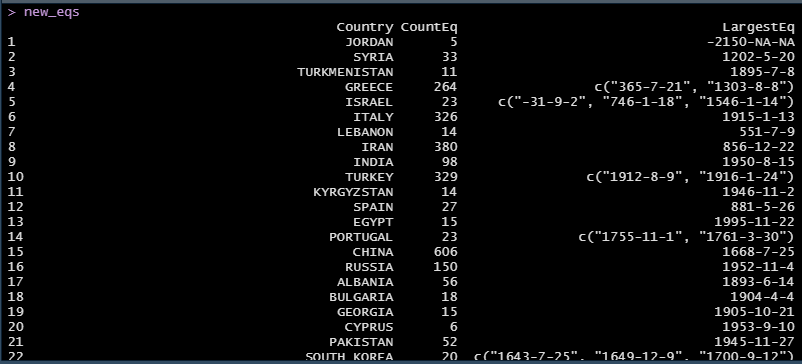 > new_eqs
Country CountEq LargestEq
1 JORDAN 5 -2150-NA-NA
2 SYRIA 33 1202-5-20
3 TURKMENISTAN 11 1895-7-8
4 GREECE 264 c("365-7-21", "1303-8-8")
5 ISRAEL 23 c("-31-9-2", "746-1-18", "1546-1-14")
6 ITALY 326 1915-1-13
7 LEBANON 14 551-7-9
8 IRAN 380 856-12-22
9 INDIA 98 1950-8-15
10 TURKEY 329 c("1912-8-9", "1916-1-24")
11 KYRGYZSTAN 14 1946-11-2
12 SPAIN 27 881-5-26
13 EGYPT 15 1995-11-22
14 PORTUGAL 23 c("1755-11-1", "1761-3-30")
15 CHINA 606 1668-7-25
16 RUSSIA 150 1952-11-4
17 ALBANIA 56 1893-6-14
18 BULGARIA 18 1904-4-4
19 GEORGIA 15 1905-10-21
20 CYPRUS 6 1953-9-10
21 PAKISTAN 52 1945-11-27
22 SOUTH KOREA 20 c("1643-7-25", "1649-12-9", "1700-9-12")